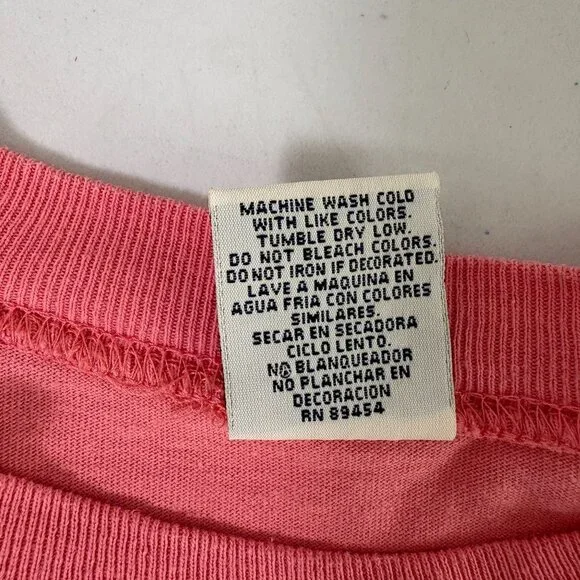 MACHINE WASH COLD
WITH LIKE COLORS.
TUMBLE DRY LOW.
DO NOT BLEACH COLORS.
DO NOT IRON IF DECORATED.
LAVE A MAQUINA EN
AGUA FRIA CON COLORES
SIMILARES.
SECAR EN SECADORA
CICLO LENTO.
NO BLANQUEADOR
NO PLANCHAR EN
DECORACION
RN 89454